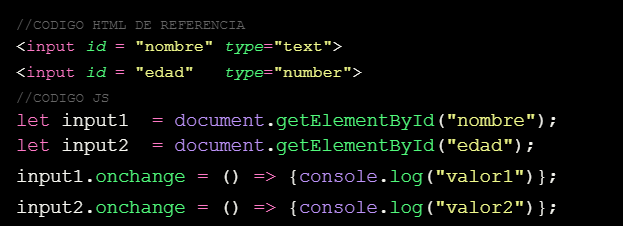 //CODIGO HTML DE REFERENCIA
<input id = "nombre" type="text">
<input id = "edad"   type="number">
//CODIGO JS
let input1  = document.getElementById("nombre");
let input2  = document.getElementById("edad");
input1.onchange = () => {console.log("valor1")};
input2.onchange = () => {console.log("valor2")};